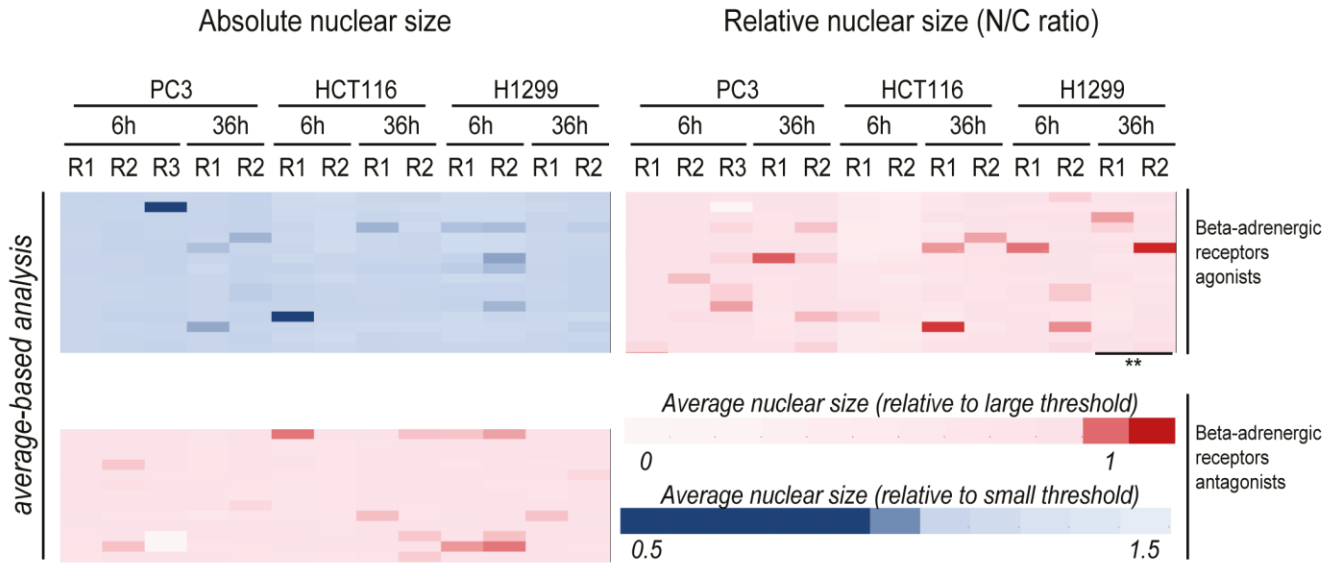 Absolute nuclear size
Relative nuclear size (N/C ratio)
PC3 HCT116 H1299 PC3 HCT116 H1299
6h 36h 6h 36h 6h 36h 6h 36h 6h 36h 6h 36h
R1 R2 R3 R1 R2 R1 R2 R1 R2 R1 R2 R1 R2 R1 R2 R3 R1 R2 R1 R2 R1 R2 R1 R2 R1 R2
average-based analysis
Beta-adrenergic
receptors
agonists
**
Average nuclear size (relative to large threshold)
0 1
Average nuclear size (relative to small threshold)
0.5 1.5
Beta-adrenergic
receptors
antagonists